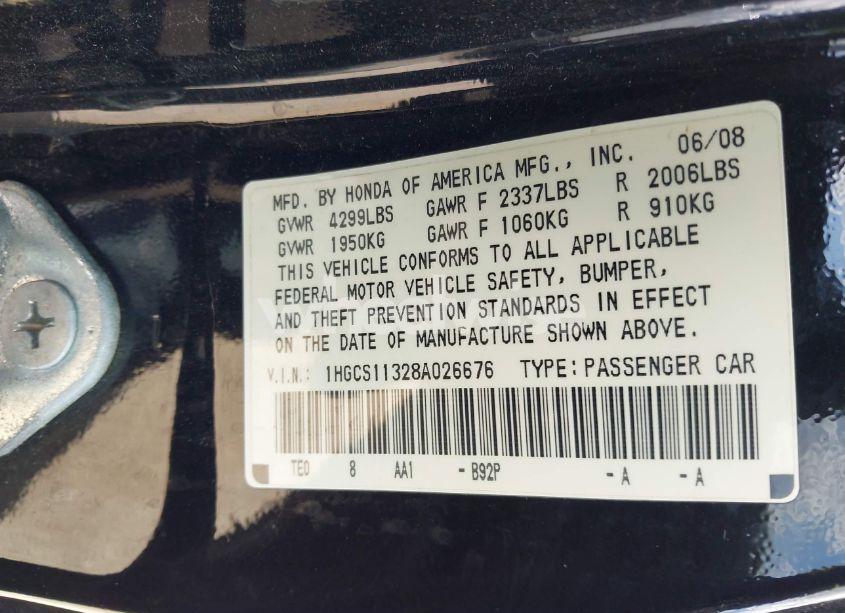 MFD. BY HONDA OF AMERICA MFG., INC. 06/08
GVWR 4299LBS GAWR F 2337LBS R 2006LBS
GVWR 1950KG GAWR F 1060KG R 910KG
THIS VEHICLE CONFORMS TO ALL APPLICABLE
FEDERAL MOTOR VEHICLE SAFETY, BUMPER,
AND THEFT PREVENTION STANDARDS IN EFFECT
ON THE DATE OF MANUFACTURE SHOWN ABOVE.
V.I.N.: 1HGCS11328A026676 TYPE: PASSENGER CAR
TE0 8 AA1 - B92P - A - A